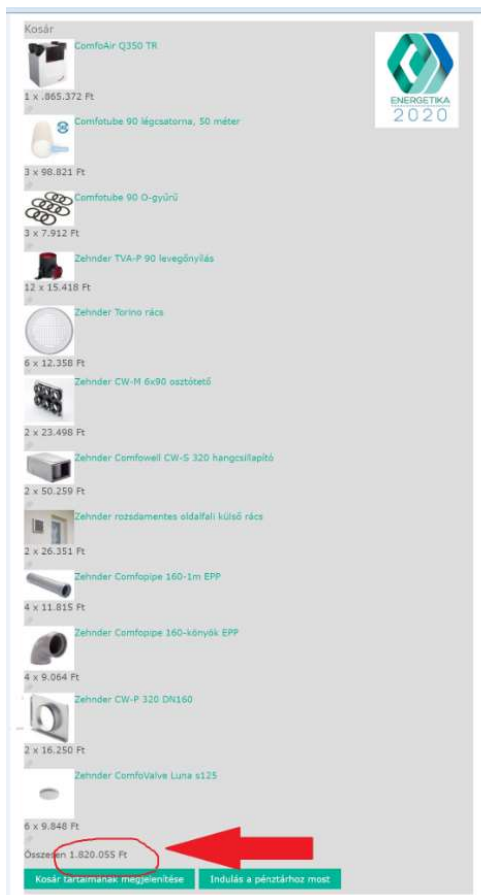 Kosár
ComfoAir Q350 TR
1 x .865.372 Ft
ENERGETIKA
2020
Comfotube 90 légcsatorna, 50 méter
3 x 98.821 Ft
Comfotube 90 O-gyűrű
3 x 7.912 Ft
Zehnder TVA-P 90 levegőnyílás
12 x 15.418 Ft
Zehnder Torino rács
6 x 12.358 Ft
Zehnder CW-M 6x90 osztótető
2 x 23.498 Ft
Zehnder Comfowell CW-S 320 hangcsillapító
2 x 50.259 Ft
Zehnder rozsdamentes oldalfali külső rács
2 x 26.351 Ft
Zehnder Comfopipe 160-1m EPP
4 x 11.815 Ft
Zehnder Comfopipe 160-könyök EPP
4 x 9.064 Ft
Zehnder CW-P 320 DN160
2 x 16.250 Ft
Zehnder ComfoValve Luna s125
6 x 9.848 Ft
Összesen 1.820.055 Ft
Kosár tartalmának megjelenítése
Indulás a pénztárhoz most